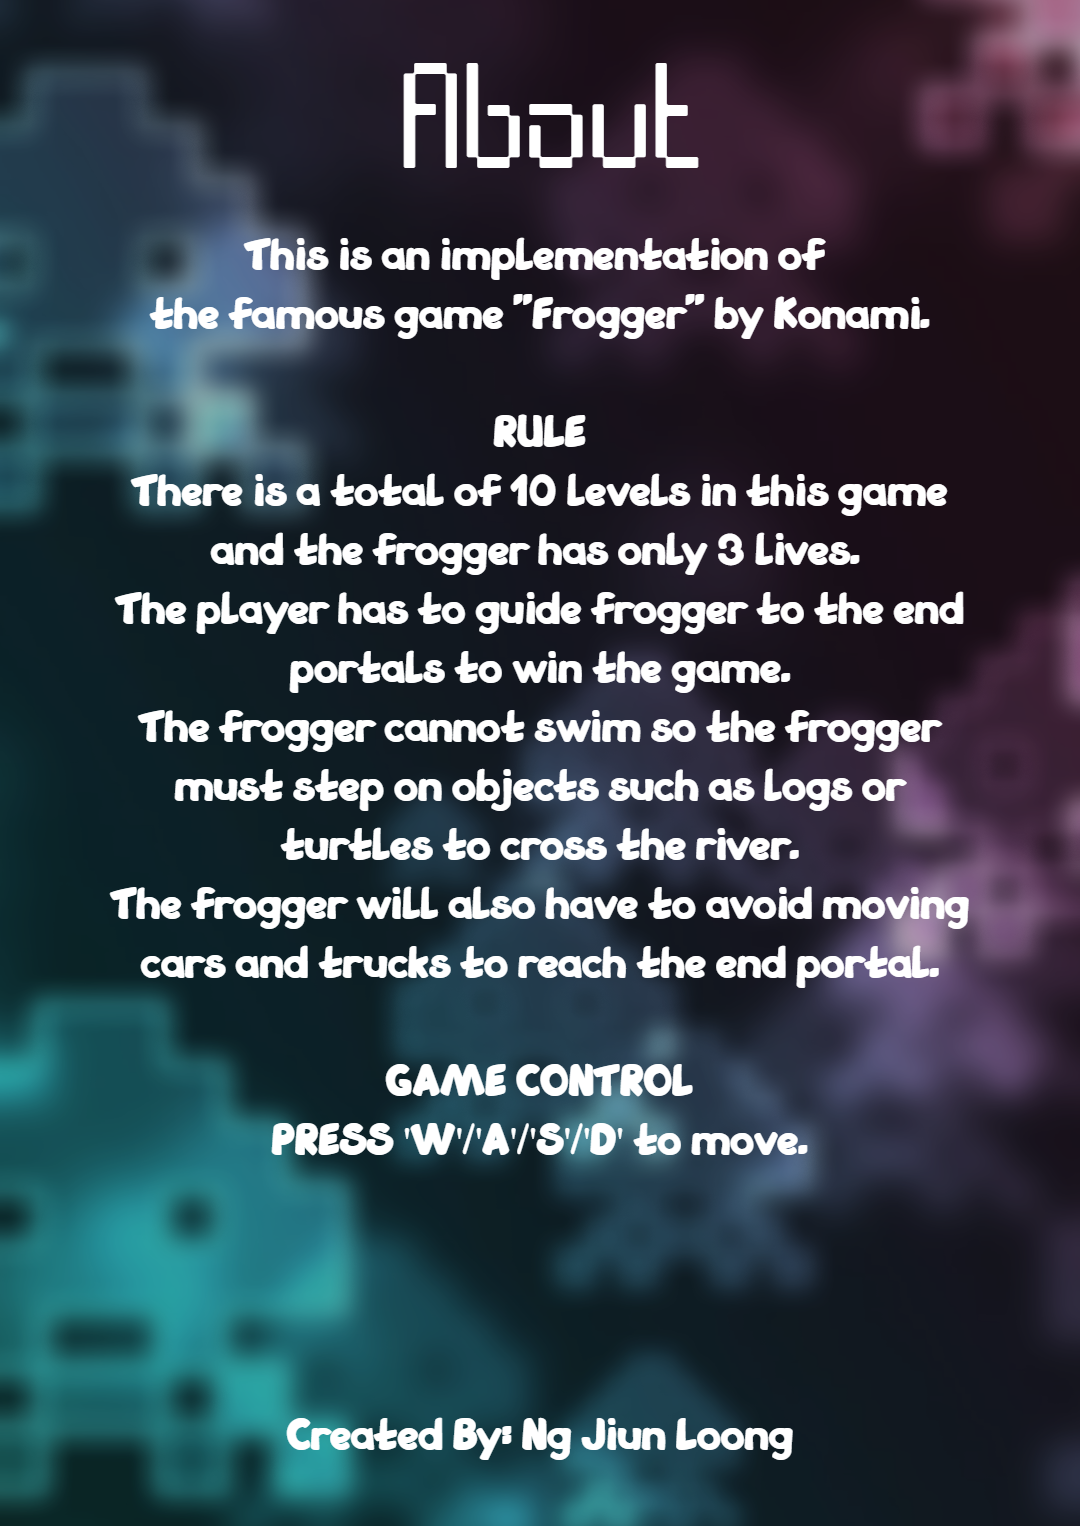 About
This is an implementation of
the famous game "Frogger" by Konami.
RULE
There is a total of 10 levels in this game
and the frogger has only 3 lives.
The player has to guide frogger to the end
portals to win the game.
The frogger cannot swim so the frogger
must step on objects such as logs or
turtles to cross the river.
The frogger will also have to avoid moving
cars and trucks to reach the end portal.
GAME CONTROL
PRESS 'W'/'A'/'S'/'D' to move.
Created By: Ng Jiun Loong